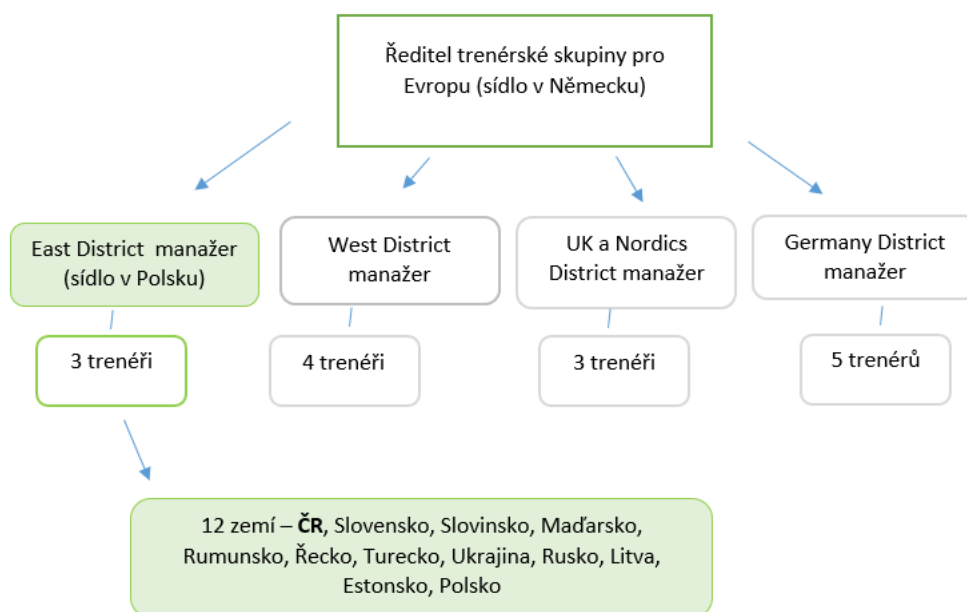 Ředitel trenérské skupiny pro
Evropu (sídlo v Německu)
East District manažer
(sídlo v Polsku)
West District
manažer
UK a Nordics
District manažer
Germany District
manažer
3 trenéři
4 trenéři
3 trenéři
5 trenérů
12 zemí – ČR, Slovensko, Slovinsko, Maďarsko,
Rumunsko, Řecko, Turecko, Ukrajina, Rusko, Litva,
Estonsko, Polsko